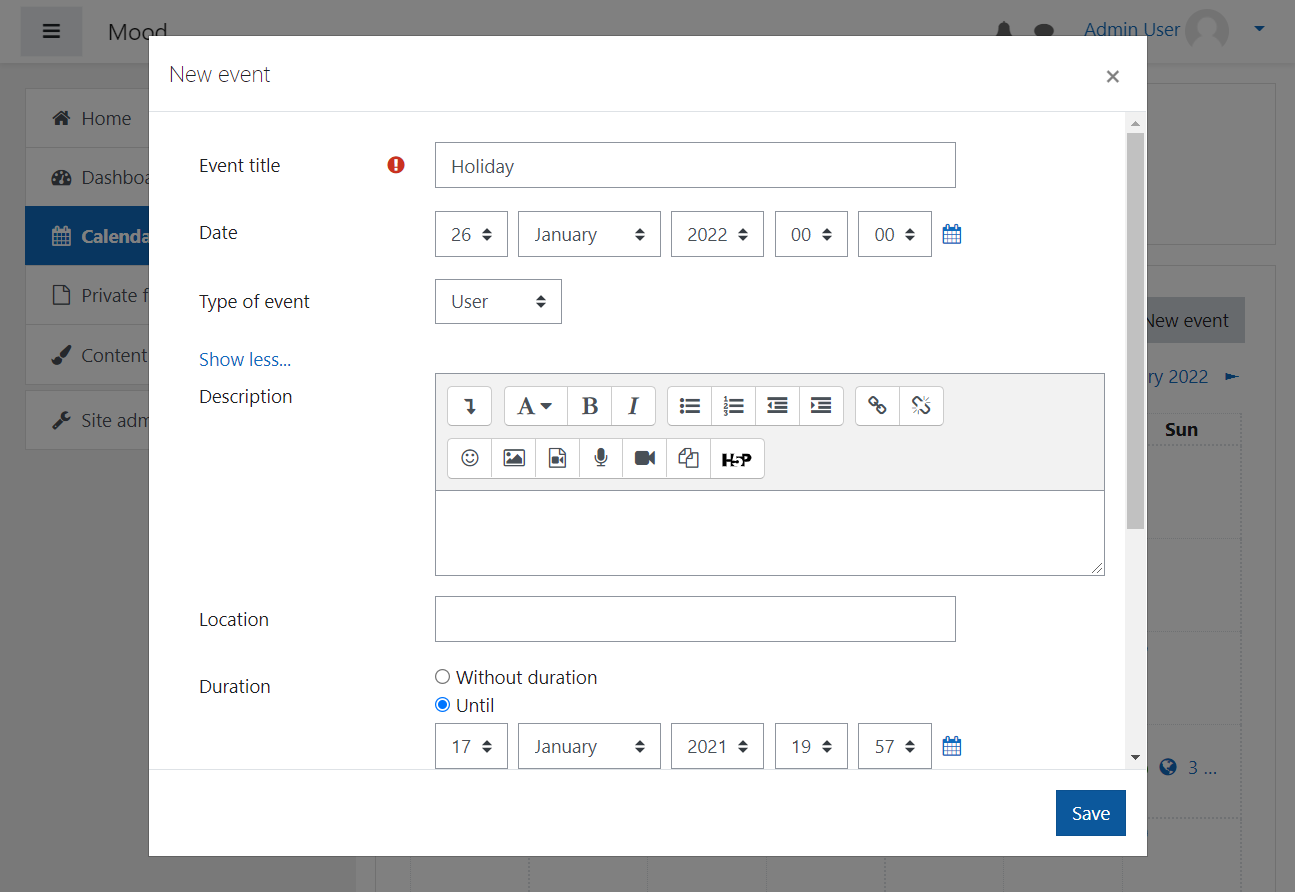 Mood
Admin User
New event
×
Home
Event title
Holiday
Dashboa
Calenda
Date
26 January 2022 00 00
Private f
Type of event
User
New event
Content
Show less...
ry 2022
Description
A B I
Site adm
Sun
H5P
Location
Duration
Without duration
Until
17 January 2021 19 57
3 ...
Save